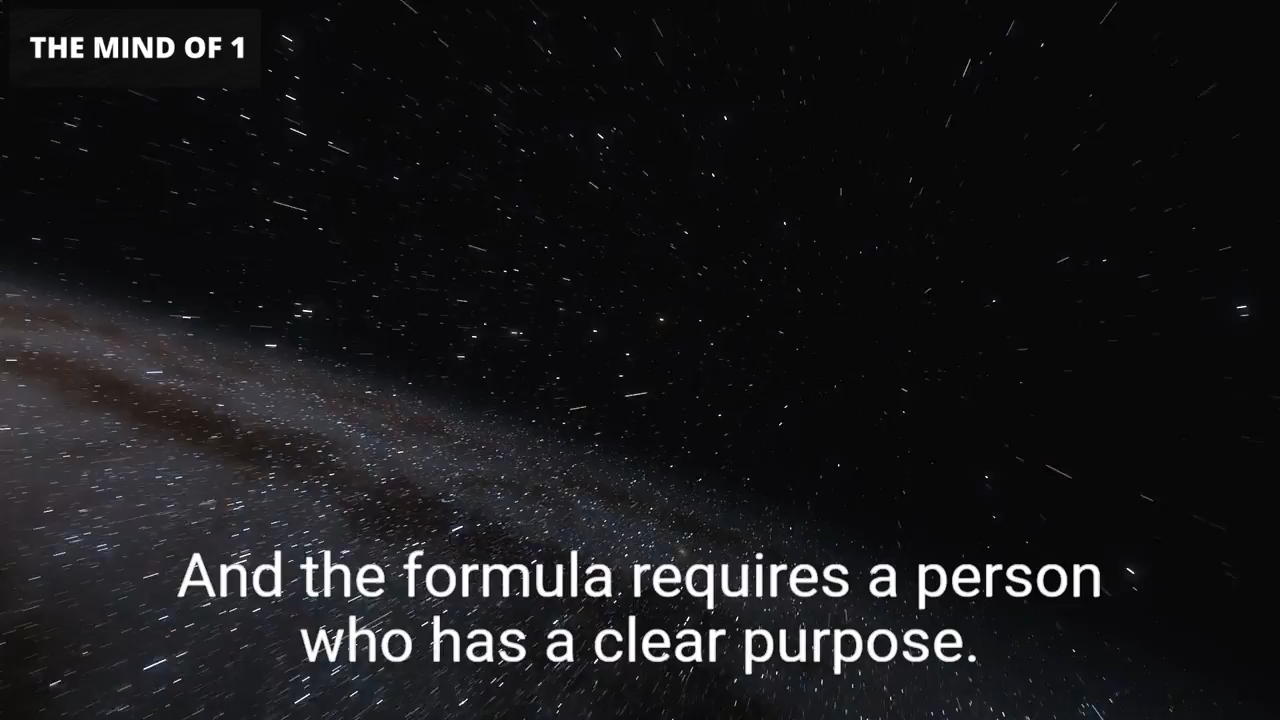 THE MIND OF 1
And the formula requires a person
who has a clear purpose.